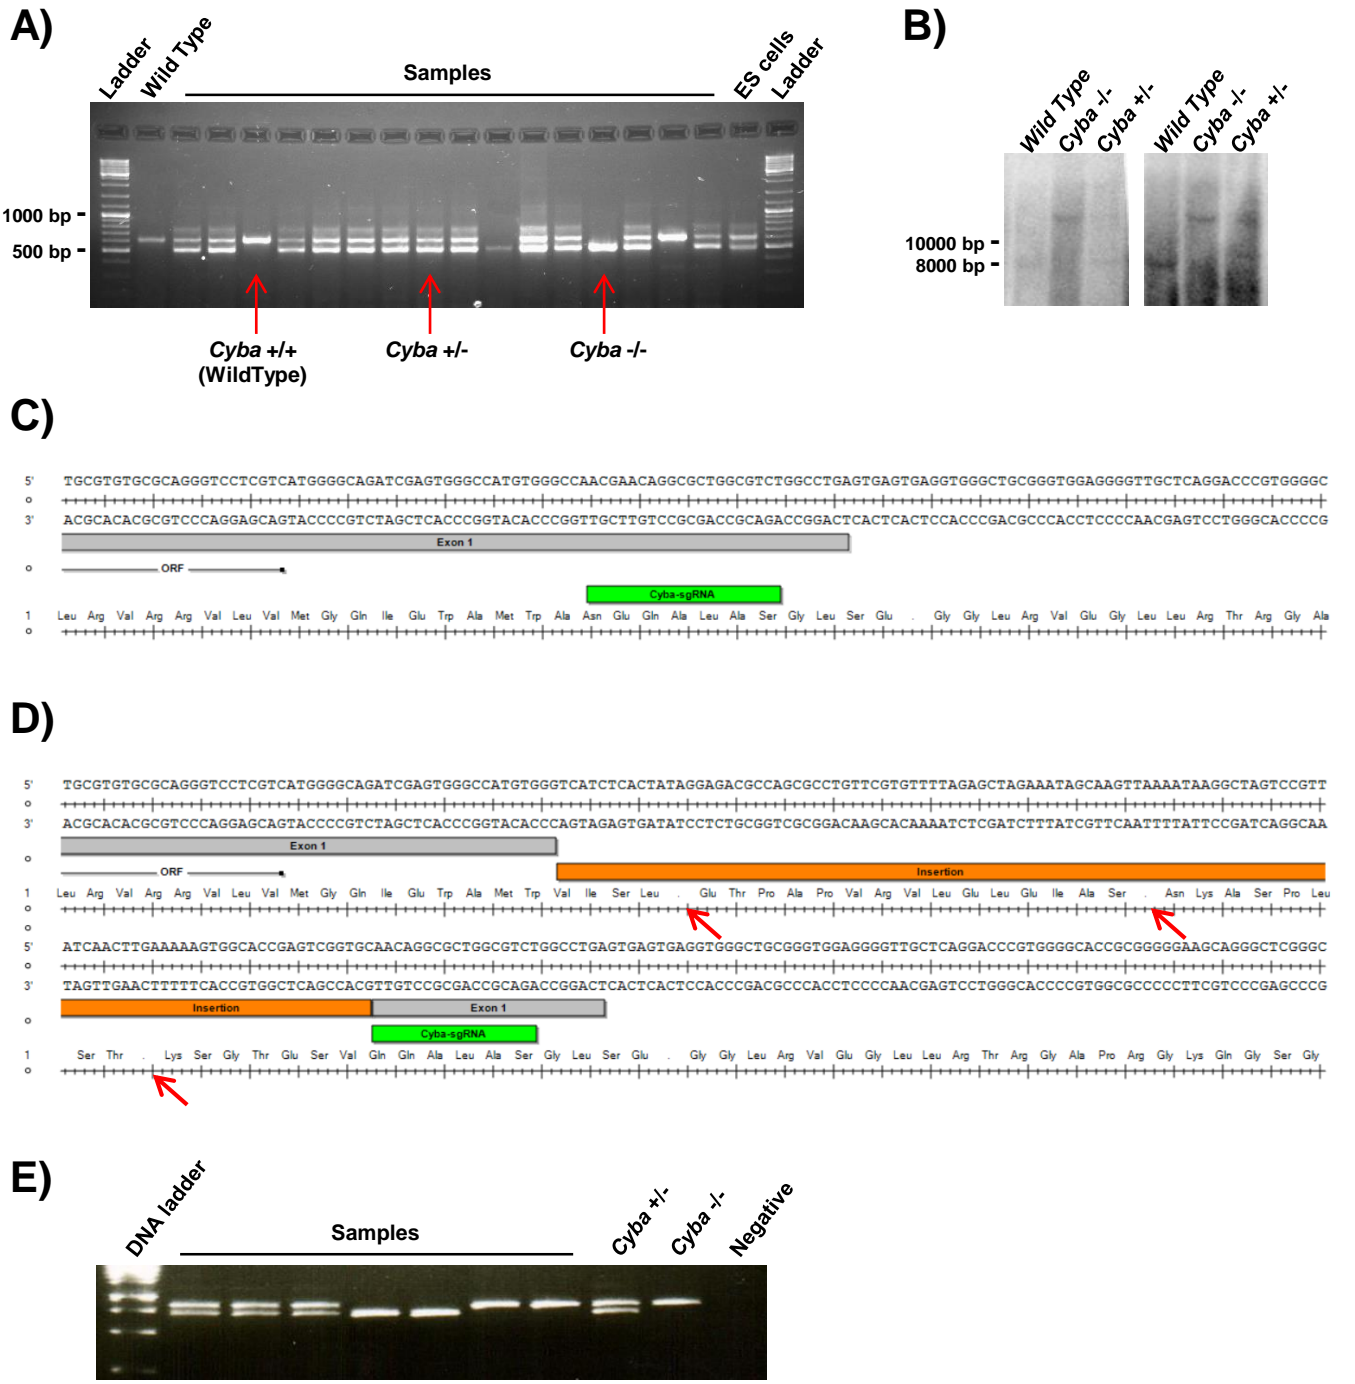 A)
Ladder
Wild Type
Samples
ES cells
Ladder
1000 bp
500 bp
Cyba +/+
(WildType)
Cyba +/-
Cyba -/-
B)
Wild Type
Cyba -/-
Cyba +/-
Wild Type
Cyba -/-
Cyba +/-
10000 bp
8000 bp
C)
5' TGCGTGTGCGCAGGGTCCTCGTCATGGGGCAGATCGAGTGGGCCATGTGGGCCAACGAACAGGCGCTGGCGTCTGGCCTGAGTGAGTGAGGTGGGCTGCGGGTGGAGGGGTTGCTCAGGACCCGTGGGGC
3' ACGCACACGCGTCCCAGGAGCAGTACCCCGTCTAGCTCACCCGGTACACCCGGTTGCTTGTCCGCGACCGCAGACCGGACTCACTCACTCCACCCGACGCCCACCTCCCCAACGAGTCCTGGGCACCCCG
Exon 1
ORF
Cyba-sgRNA
1 Leu Arg Val Arg Arg Val Leu Val Met Gly Gln Ile Glu Trp Ala Met Trp Ala Asn Glu Gln Ala Leu Ala Ser Gly Leu Ser Glu . Gly Gly Leu Arg Val Glu Gly Leu Leu Arg Thr Arg Gly Ala
D)
5' TGCGTGTGCGCAGGGTCCTCGTCATGGGGCAGATCGAGTGGGCCATGTGGGTCATCTCACTATAGGAGACGCCAGCGCCTGTTCGTGTTTTAGAGCTAGAAATAGCAAGTTAAAATAAGGCTAGTCCGTT
3' ACGCACACGCGTCCCAGGAGCAGTACCCCGTCTAGCTCACCCGGTACACCCAGTAGAGTGATATCCTCTGCGGTCGCGGACAAGCACAAAATCTCGATCTTTATCGTTCAATTTTATTCCGATCAGGCAA
Exon 1
ORF
Insertion
1 Leu Arg Val Arg Arg Val Leu Val Met Gly Gln Ile Glu Trp Ala Met Trp Val Ile Ser Leu . Glu Thr Pro Ala Pro Val Arg Val Leu Glu Leu Glu Ile Ala Ser . Asn Lys Ala Ser Pro Leu
5' ATCAACTTGAAAAAGTGGCACCGAGTCGGTGCAACAGGCGCTGGCGTCTGGCCTGAGTGAGTGAGGTGGGCTGCGGGTGGAGGGGTTGCTCAGGACCCGTGGGGCACCGCGGGGGAAGCAGGGCTCGGGC
3' TAGTTGAACTTTTTCACCGTGGCTCAGCCACGTTGTCCGCGACCGCAGACCGGACTCACTCACTCCACCCGACGCCCACCTCCCCAACGAGTCCTGGGCACCCCGTGGCGCCCCCTTCGTCCCGAGCCCG
Insertion
Exon 1
Cyba-sgRNA
1 Ser Thr . Lys Ser Gly Thr Glu Ser Val Gln Gln Ala Leu Ala Ser Gly Leu Ser Glu . Gly Gly Leu Arg Val Glu Gly Leu Leu Arg Thr Arg Gly Ala Pro Arg Gly Lys Gln Gly Ser Gly
E)
DNA ladder
Samples
Cyba +/-
Cyba -/-
Negative